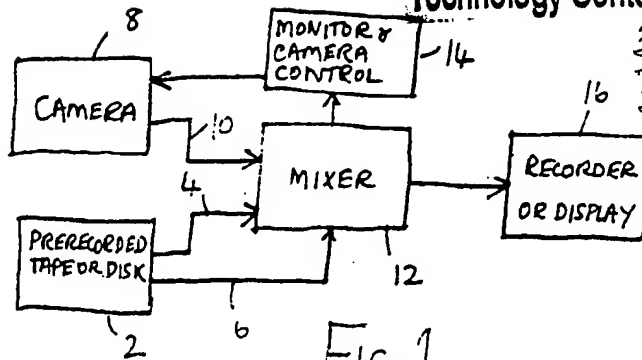 Technology Cente
8
MONITOR &
CAMERA
CONTROL
14
CAMERA
10
16
MIXER
RECORDER
OR DISPLAY
4
PRERECORDED
TAPE OR DISK
12
6
2
FIG 1